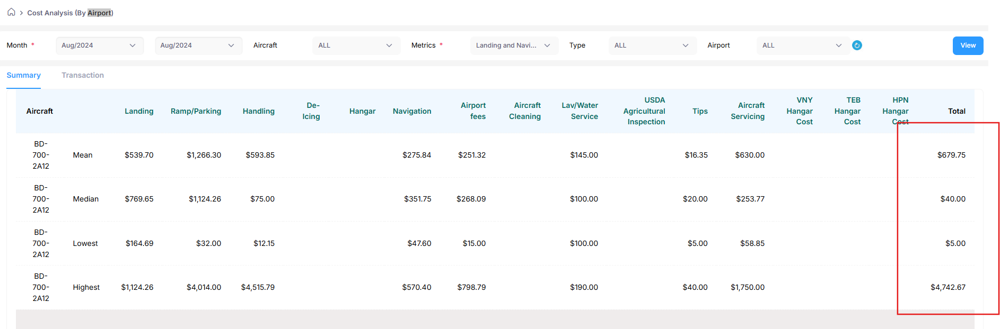 Cost Analysis (By Airport)
Month * Aug/2024 Aug/2024 Aircraft ALL Metrics * Landing and Navi... Type ALL Airport ALL View
Summary Transaction
Aircraft Landing Ramp/Parking Handling De-Icing Hangar Navigation Airport fees Aircraft Cleaning Lav/Water Service USDA Agricultural Inspection Tips Aircraft Servicing VNY Hangar Cost TEB Hangar Cost HPN Hangar Cost Total
BD-700-2A12 Mean $539.70 $1,266.30 $593.85 $275.84 $251.32 $145.00 $16.35 $630.00 $679.75
BD-700-2A12 Median $769.65 $1,124.26 $75.00 $351.75 $268.09 $100.00 $20.00 $253.77 $40.00
BD-700-2A12 Lowest $164.69 $32.00 $12.15 $47.60 $15.00 $100.00 $5.00 $58.85 $5.00
BD-700-2A12 Highest $1,124.26 $4,014.00 $4,515.79 $570.40 $798.79 $190.00 $40.00 $1,750.00 $4,742.67